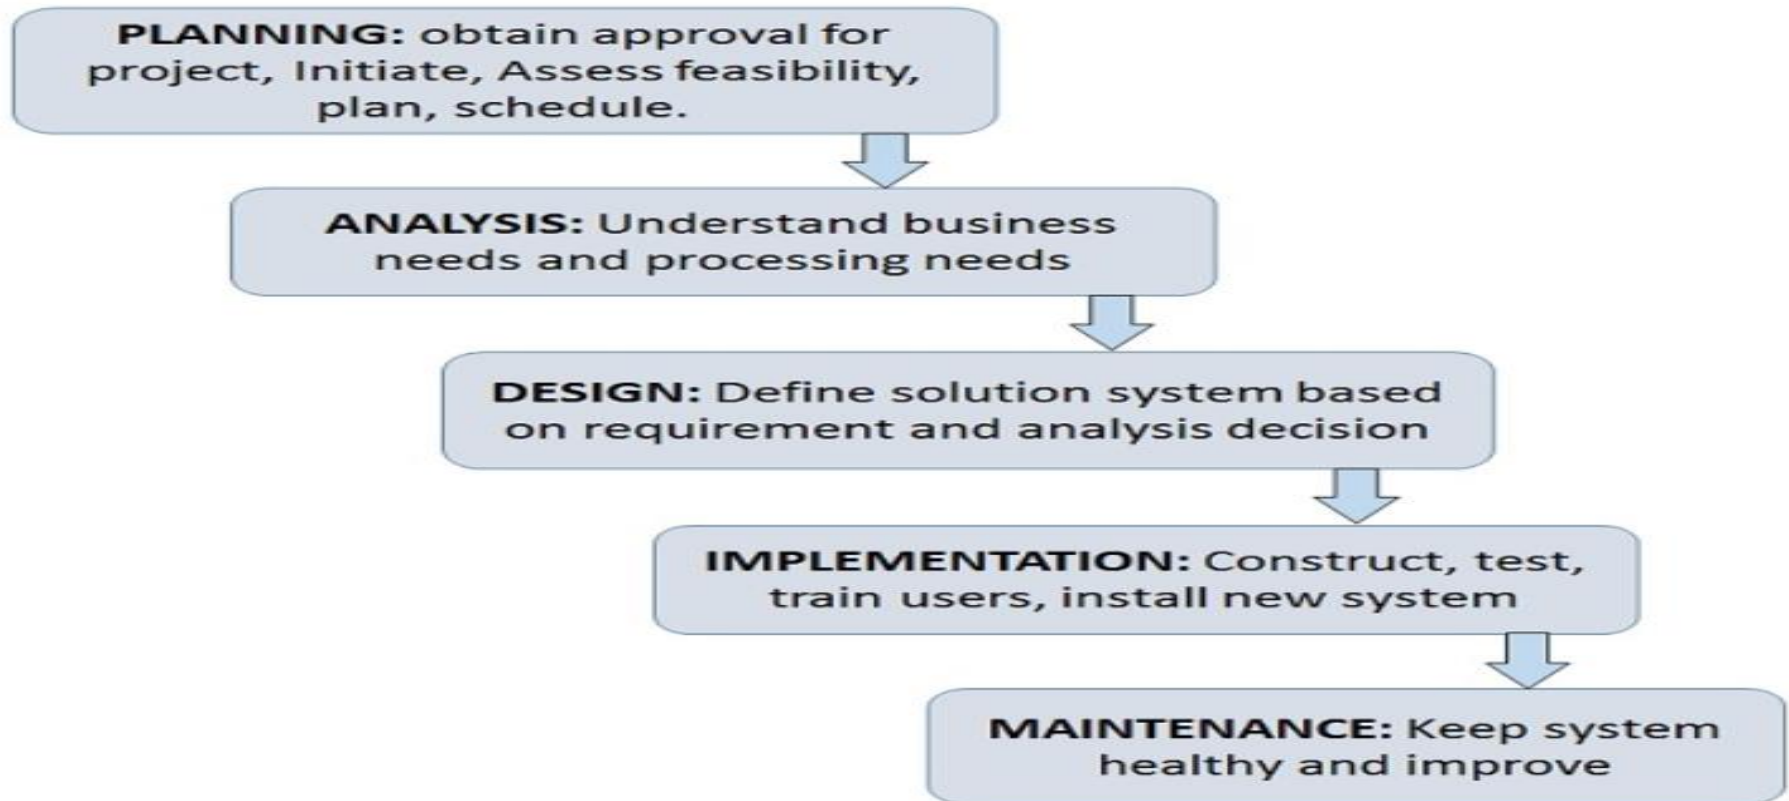 PLANNING: obtain approval for
project, Initiate, Assess feasibility,
plan, schedule.
ANALYSIS: Understand business
needs and processing needs
DESIGN: Define solution system based
on requirement and analysis decision
IMPLEMENTATION: Construct, test,
train users, install new system
MAINTENANCE: Keep system
healthy and improve